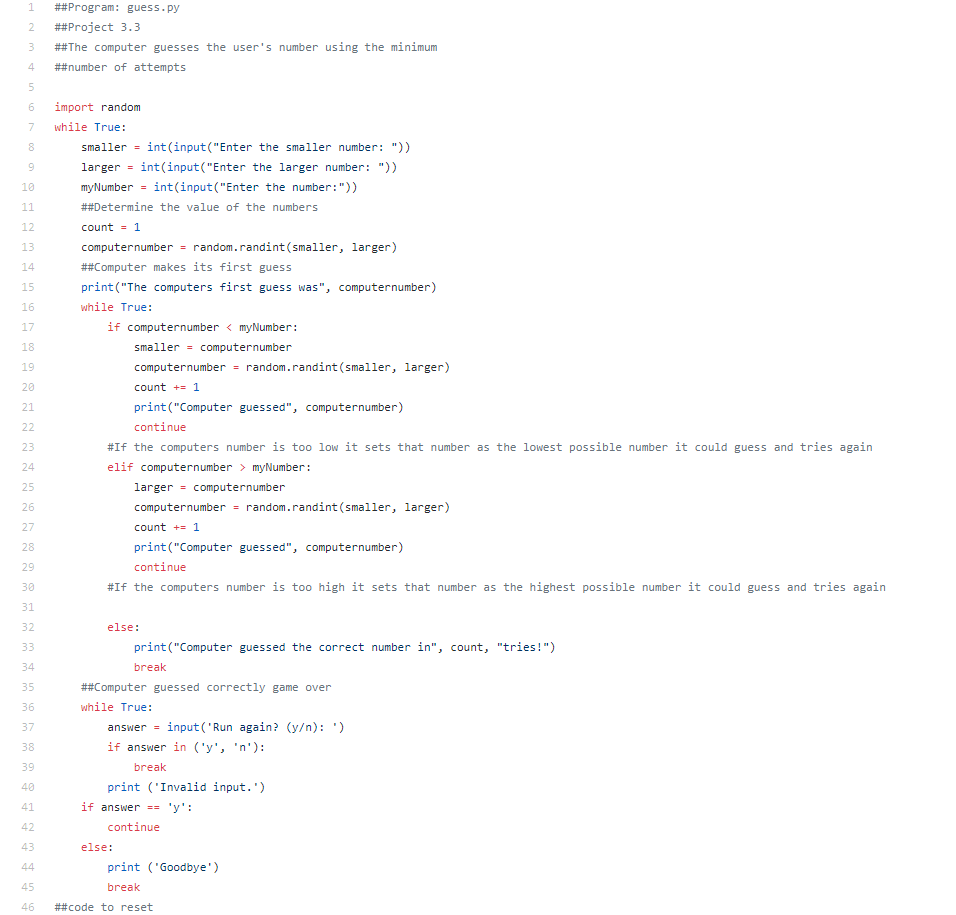 1 ##Program: guess.py
2 ##Project 3.3
3 ##The computer guesses the user's number using the minimum
4 ##number of attempts
5
6 import random
7 while True:
8     smaller = int(input("Enter the smaller number: "))
9     larger = int(input("Enter the larger number: "))
10     myNumber = int(input("Enter the number:"))
11     ##Determine the value of the numbers
12     count = 1
13     computernumber = random.randint(smaller, larger)
14     ##Computer makes its first guess
15     print("The computers first guess was", computernumber)
16     while True:
17         if computernumber < myNumber:
18             smaller = computernumber
19             computernumber = random.randint(smaller, larger)
20             count += 1
21             print("Computer guessed", computernumber)
22             continue
23         #If the computers number is too low it sets that number as the lowest possible number it could guess and tries again
24         elif computernumber > myNumber:
25             larger = computernumber
26             computernumber = random.randint(smaller, larger)
27             count += 1
28             print("Computer guessed", computernumber)
29             continue
30         #If the computers number is too high it sets that number as the highest possible number it could guess and tries again
31
32         else:
33             print("Computer guessed the correct number in", count, "tries!")
34             break
35     ##Computer guessed correctly game over
36     while True:
37         answer = input('Run again? (y/n): ')
38         if answer in ('y', 'n'):
39             break
40         print ('Invalid input.')
41     if answer == 'y':
42         continue
43     else:
44         print ('Goodbye')
45         break
46 ##code to reset